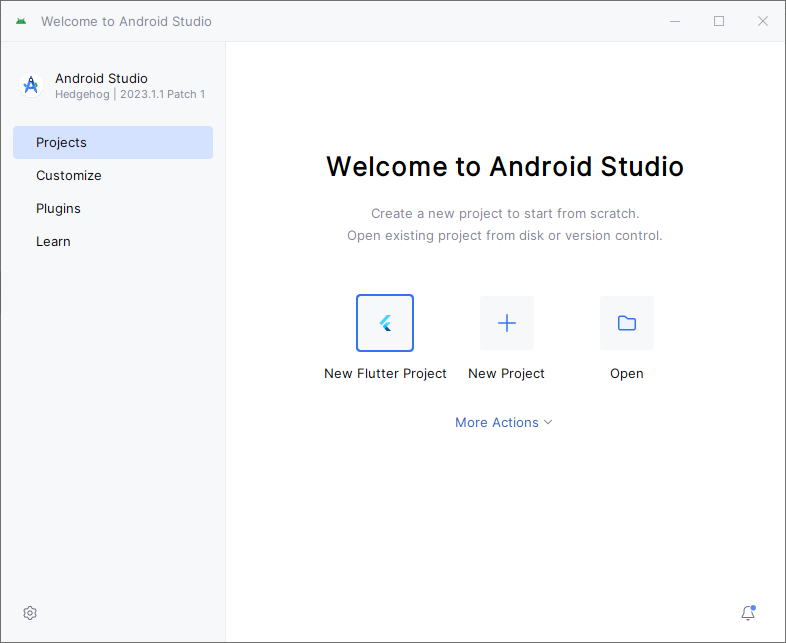 Welcome to Android Studio
Android Studio
Hedgehog | 2023.1.1 Patch 1
Projects
Customize
Plugins
Learn
Welcome to Android Studio
Create a new project to start from scratch.
Open existing project from disk or version control.
New Flutter Project
New Project
Open
More Actions